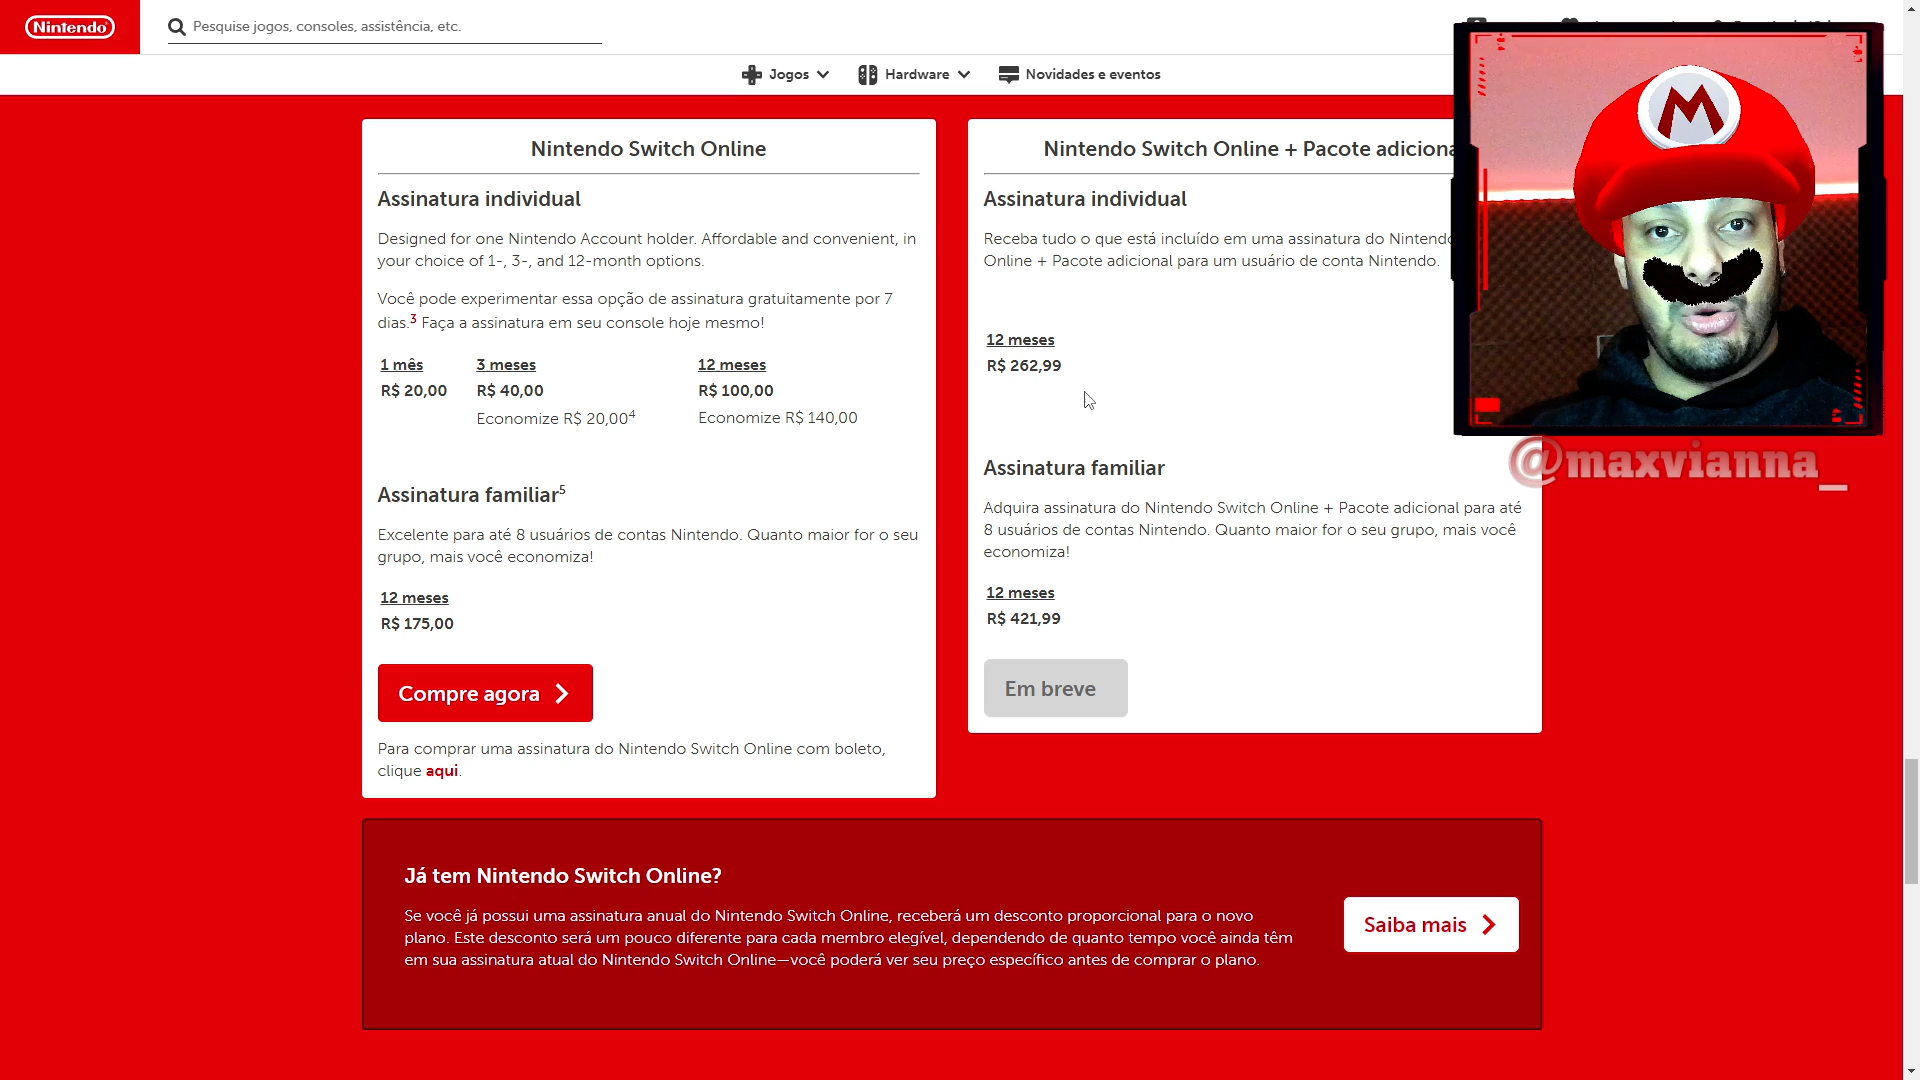 Nintendo
Pesquise jogos, consoles, assistência, etc.
Jogos
Hardware
Novidades e eventos
Nintendo Switch Online
Assinatura individual
Designed for one Nintendo Account holder. Affordable and convenient, in
your choice of 1-, 3-, and 12-month options.
Você pode experimentar essa opção de assinatura gratuitamente por 7
dias.3 Faça a assinatura em seu console hoje mesmo!
1 mês 3 meses 12 meses
R$ 20,00 R$ 40,00 R$ 100,00
Economize R$ 20,004 Economize R$ 140,00
Assinatura familiar5
Excelente para até 8 usuários de contas Nintendo. Quanto maior for o seu
grupo, mais você economiza!
12 meses
R$ 175,00
Compre agora
Para comprar uma assinatura do Nintendo Switch Online com boleto,
clique aqui.
Nintendo Switch Online + Pacote adiciona
Assinatura individual
Receba tudo o que está incluído em uma assinatura do Nintendo
Online + Pacote adicional para um usuário de conta Nintendo.
12 meses
R$ 262,99
Assinatura familiar
Adquira assinatura do Nintendo Switch Online + Pacote adicional para até
8 usuários de contas Nintendo. Quanto maior for o seu grupo, mais você
economiza!
12 meses
R$ 421,99
Em breve
M
@maxvianna_
Já tem Nintendo Switch Online?
Se você já possui uma assinatura anual do Nintendo Switch Online, receberá um desconto proporcional para o novo
plano. Este desconto será um pouco diferente para cada membro elegível, dependendo de quanto tempo você ainda têm
em sua assinatura atual do Nintendo Switch Online—você poderá ver seu preço específico antes de comprar o plano.
Saiba mais